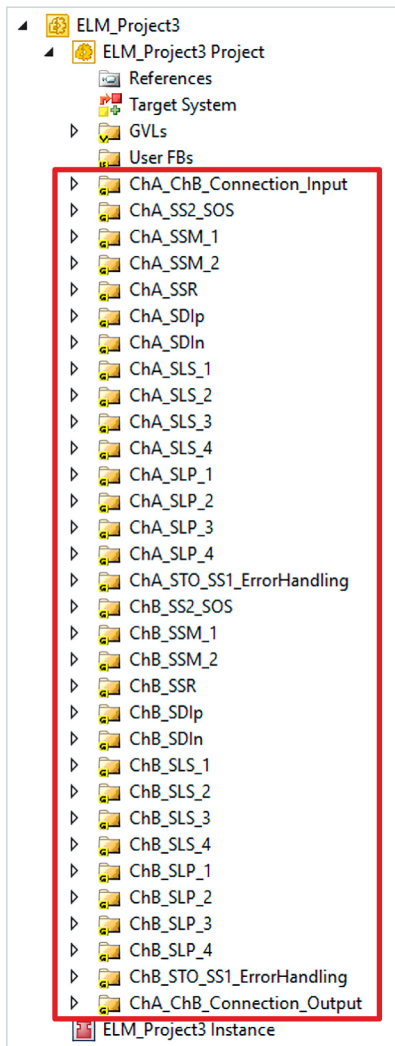 ELM_Project3
ELM_Project3 Project
References
Target System
GVLs
User FBs
ChA_ChB_Connection_Input
ChA_SS2_SOS
ChA_SSM_1
ChA_SSM_2
ChA_SSR
ChA_SDIp
ChA_SDIn
ChA_SLS_1
ChA_SLS_2
ChA_SLS_3
ChA_SLS_4
ChA_SLP_1
ChA_SLP_2
ChA_SLP_3
ChA_SLP_4
ChA_STO_SS1_ErrorHandling
ChB_SS2_SOS
ChB_SSM_1
ChB_SSM_2
ChB_SSR
ChB_SDIp
ChB_SDIn
ChB_SLS_1
ChB_SLS_2
ChB_SLS_3
ChB_SLS_4
ChB_SLP_1
ChB_SLP_2
ChB_SLP_3
ChB_SLP_4
ChB_STO_SS1_ErrorHandling
ChA_ChB_Connection_Output
ELM_Project3 Instance